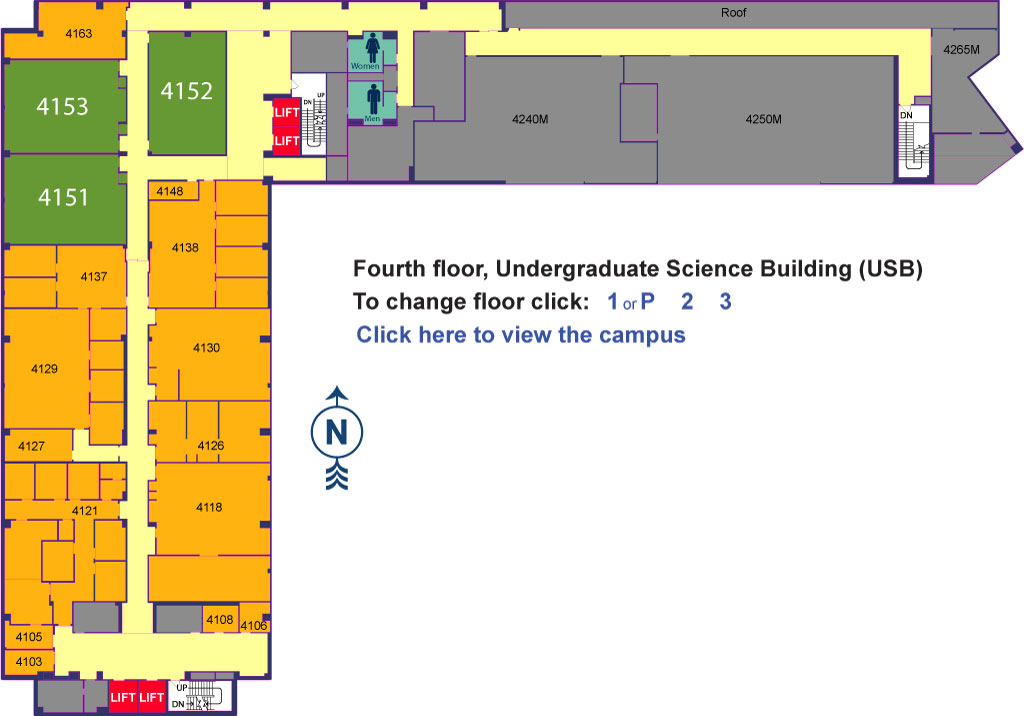 Roof
4163
4265M
Women
4152
4153
UP
DN
LIFT
Men
DN
4240M
4250M
LIFT
4148
4151
4138
Fourth floor, Undergraduate Science Building (USB)
4137
To change floor click: 1 or P 2 3
Click here to view the campus
4130
4129
N
4127
4126
4118
4121
4108
4106
4105
4103
UP
LIFT LIFT
DN